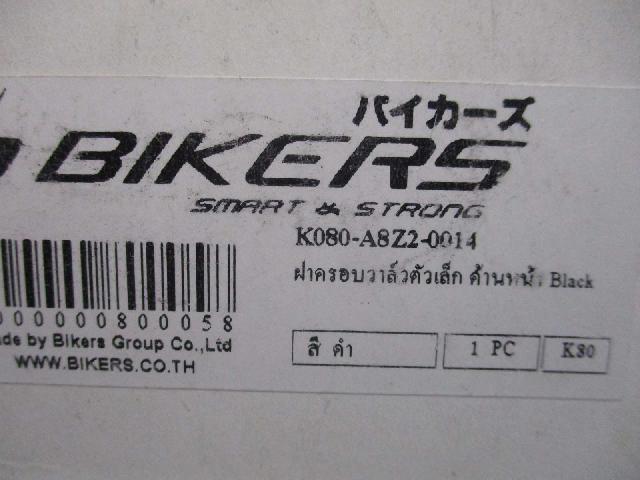 バイカーズ
BIKERS
SMART & STRONG
K080-A8Z2-0014
ฝาครอบวาล์วตัวเล็ก ด้านหน้า Black
0000000800058
สี ดำ
1 PC
K80
by Bikers Group Co.,Ltd
WWW.BIKERS.CO.TH